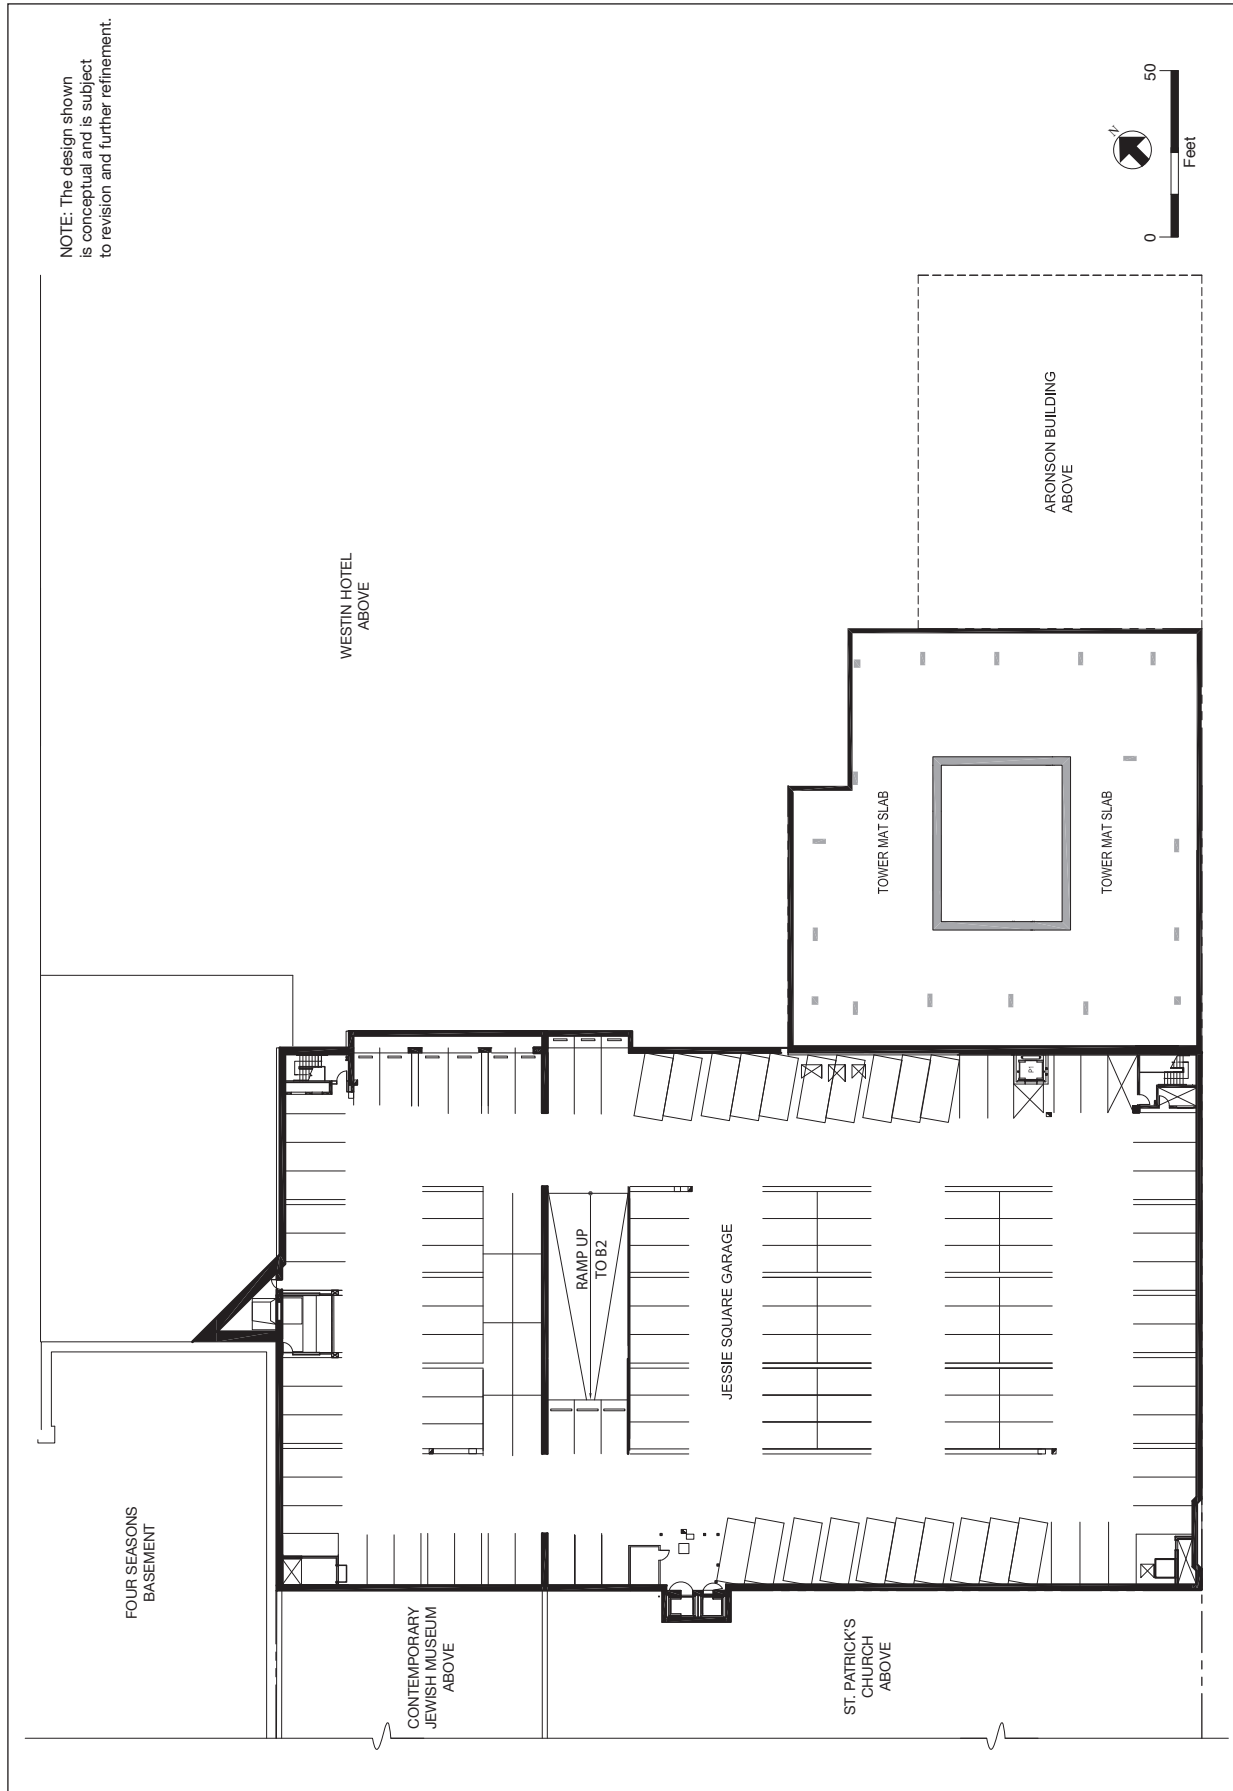 NOTE: The design shown
is conceptual and is subject
to revision and further refinement.
FOUR SEASONS
BASEMENT
WESTIN HOTEL
ABOVE
CONTEMPORARY
JEWISH MUSEUM
ABOVE
RAMP UP
TO B2
JESSIE SQUARE GARAGE
ST. PATRICK'S
CHURCH
ABOVE
P1
TOWER MAT SLAB
TOWER MAT SLAB
ARONSON BUILDING
ABOVE
N
0
50
Feet